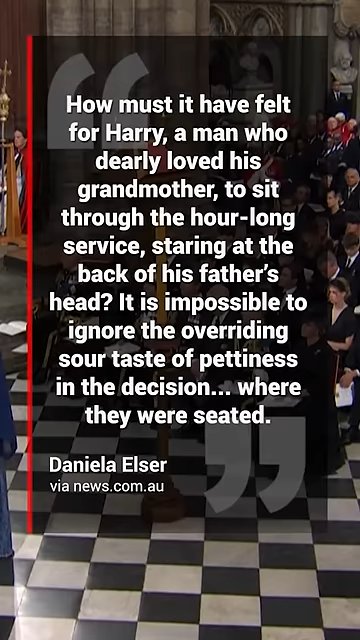 How must it have felt
for Harry, a man who
dearly loved his
grandmother, to sit
through the hour-long
service, staring at the
back of his father's
head? It is impossible to
ignore the overriding
sour taste of pettiness
in the decision... where
they were seated.
Daniela Elser
via news.com.au